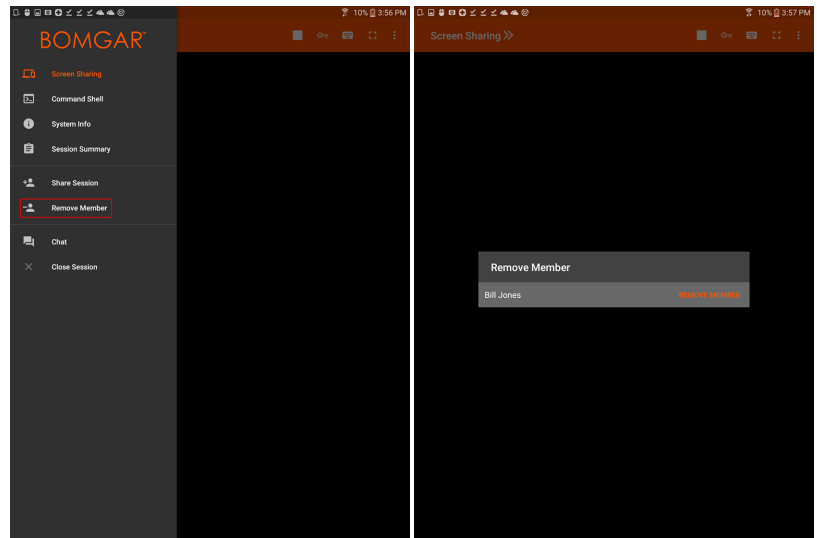 10% 3:56 PM
BOMGAR™
Screen Sharing
Command Shell
System Info
Session Summary
Share Session
Remove Member
Chat
Close Session
10% 3:57 PM
Screen Sharing
Remove Member
Bill Jones REMOVE MEMBER